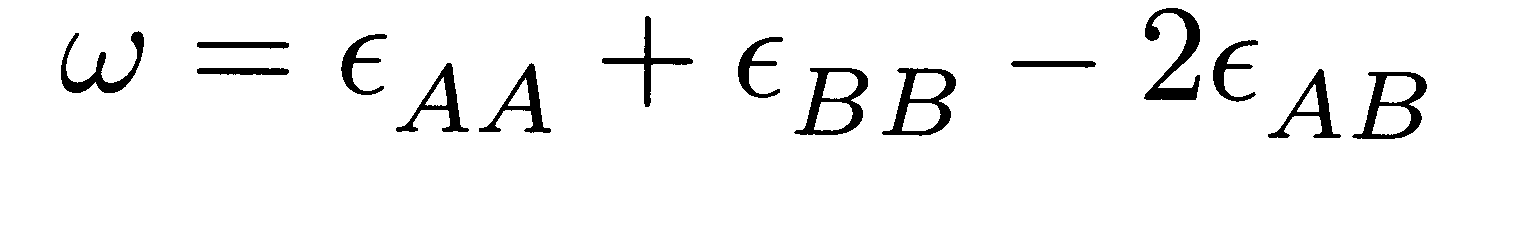 ω = ϵ_{AA} + ϵ_{BB} − 2ϵ_{AB}